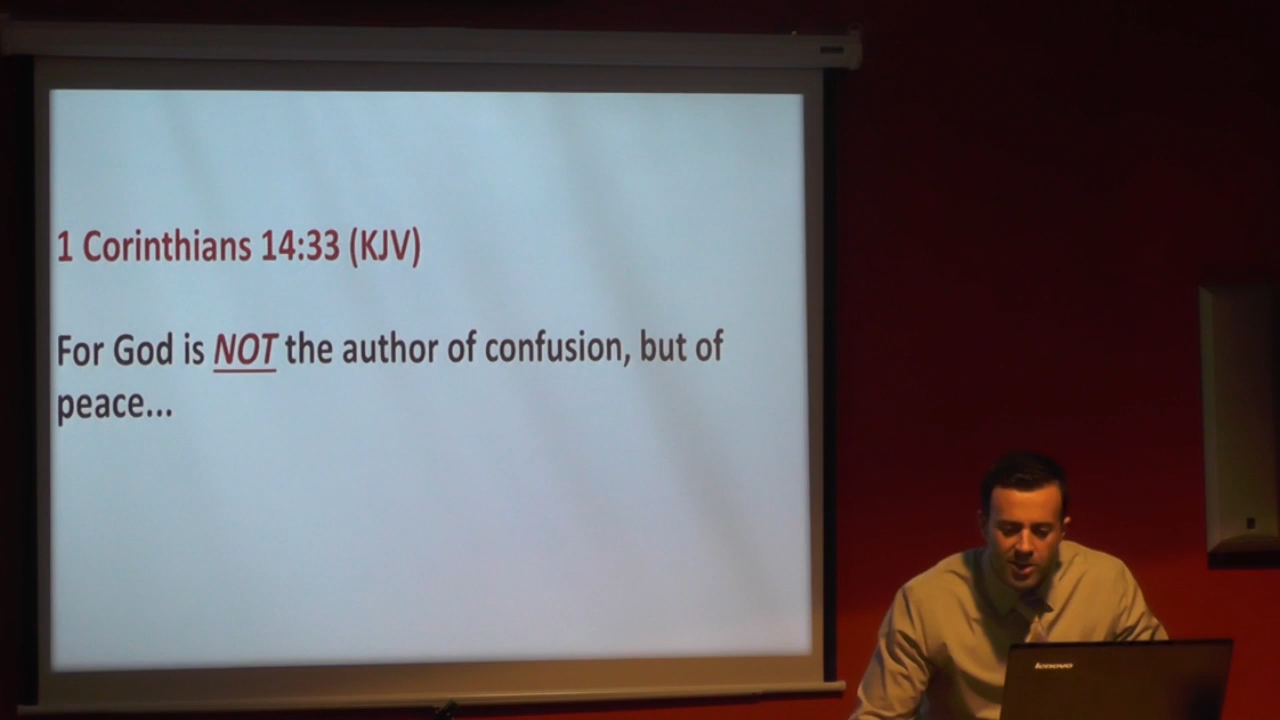 1 Corinthians 14:33 (KJV)
For God is NOT the author of confusion, but of
peace...
lenovo